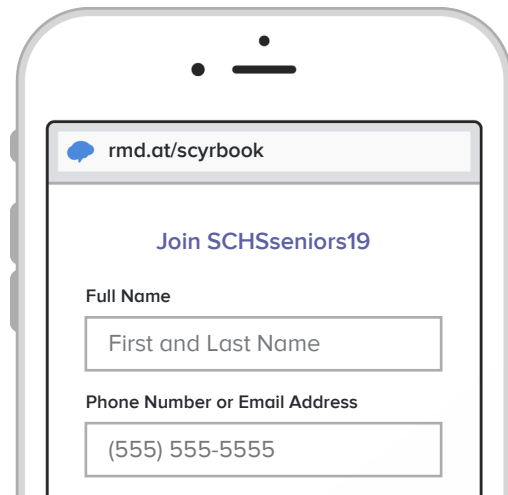 rmd.at/scyrbook
Join SCHSseniors19
Full Name
First and Last Name
Phone Number or Email Address
(555) 555-5555